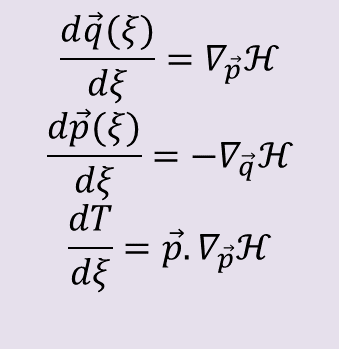 dq⃗(ξ)/dξ = ∇_p⃗ ℋ
dp⃗(ξ)/dξ = −∇_q⃗ ℋ
dT/dξ = p⃗. ∇_p⃗ ℋ